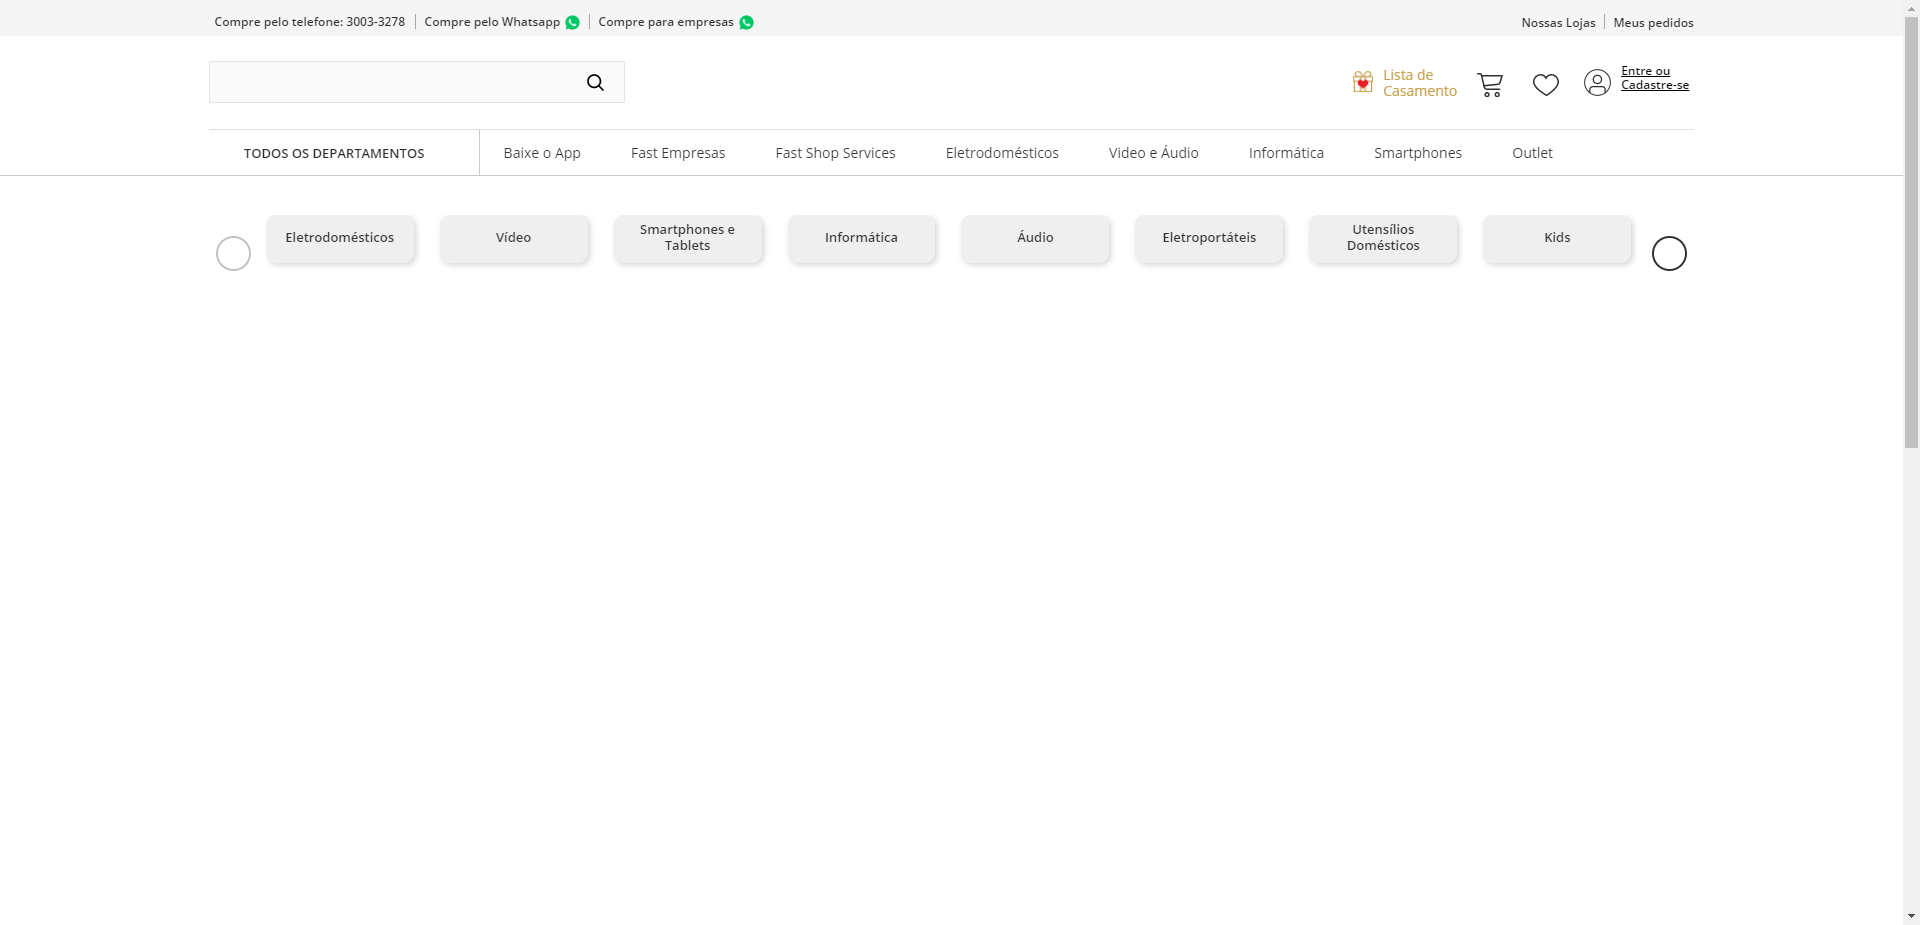 Compre pelo telefone: 3003-3278
Compre pelo Whatsapp
Compre para empresas
Nossas Lojas
Meus pedidos
Lista de
Casamento
Entre ou
Cadastre-se
TODOS OS DEPARTAMENTOS
Baixe o App
Fast Empresas
Fast Shop Services
Eletrodomésticos
Video e Áudio
Informática
Smartphones
Outlet
Eletrodomésticos
Vídeo
Smartphones e
Tablets
Informática
Áudio
Eletroportáteis
Utensílios
Domésticos
Kids